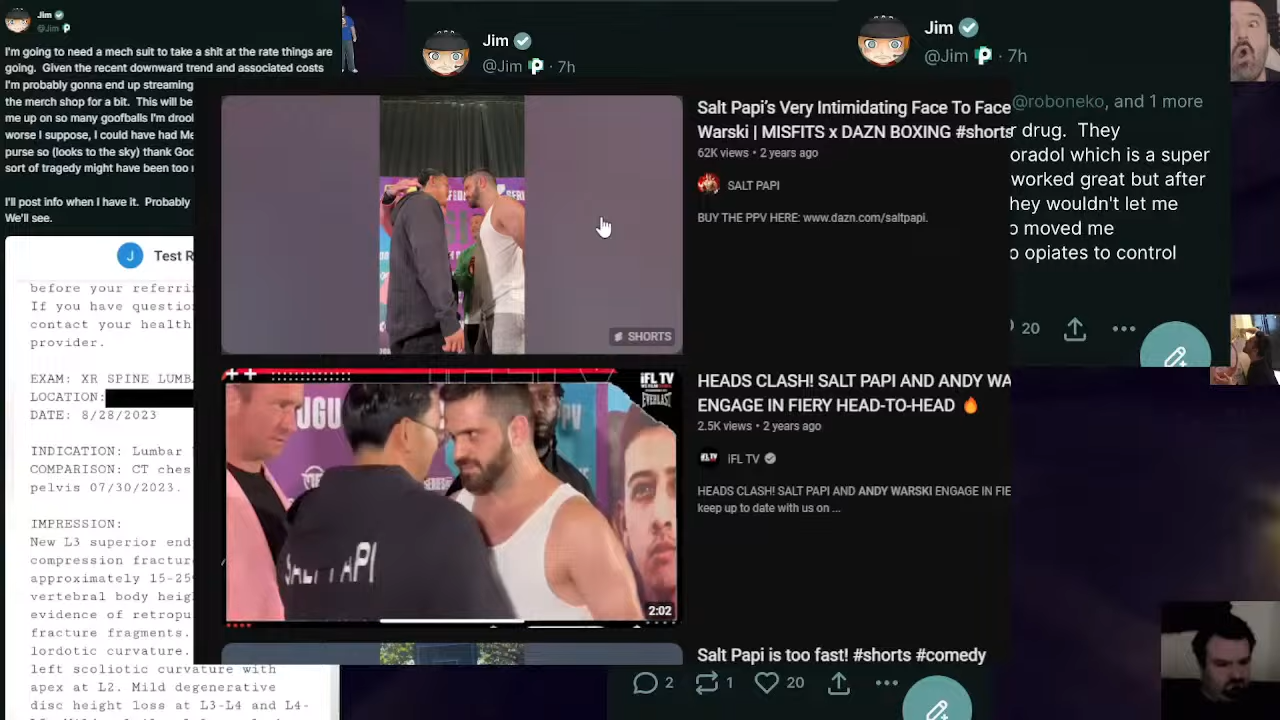 Jim
@Jim
I'm going to need a mech suit to take a shit at the rate things are
going. Given the recent downward trend and associated costs
I'm probably gonna end up streaming
the merch shop for a bit. This will be
me up on so many goofballs I'm drool
worse I suppose, I could have had Me
purse so (looks to the sky) thank God
sort of tragedy might have been too
I'll post info when I have it. Probably
We'll see.
J
Test R
before your referri
If you have question
contact your health
provider.
EXAM: XR SPINE LUMB
LOCATION:
DATE: 8/28/2023
INDICATION: Lumbar
COMPARISON: CT ches
pelvis 07/30/2023.
IMPRESSION:
New L3 superior end
compression fractur
approximately 15-25
vertebral body heig
evidence of retropu
fracture fragments.
lordotic curvature.
left scoliotic curvature with
apex at L2. Mild degenerative
disc height loss at L3-L4 and L4-
Jim
@Jim · 7h
Salt Papi's Very Intimidating Face To Face
Warski | MISFITS x DAZN BOXING #shorts
62K views • 2 years ago
SALT PAPI
BUY THE PPV HERE: www.dazn.com/saltpapi.
SHORTS
HEADS CLASH! SALT PAPI AND ANDY WA
ENGAGE IN FIERY HEAD-TO-HEAD 🔥
2.5K views • 2 years ago
iFL TV
iFL TV
HEADS CLASH! SALT PAPI AND ANDY WARSKI ENGAGE IN FIE
keep up to date with us on ...
iFL TV
EVERLAST
SALT PAPI
2:02
Salt Papi is too fast! #shorts #comedy
2
1
20
Jim
@Jim · 7h
@roboneko, and 1 more
r drug. They
oradol which is a super
worked great but after
hey wouldn't let me
o moved me
o opiates to control
20